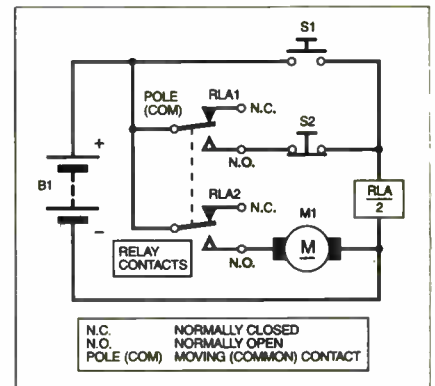 S1
POLE
(COM)
RLA1
N.C.
S2
N.O.
+
B1
RLA
2
RLA2
N.C.
M1
−
RELAY
CONTACTS
M
N.O.
N.C. NORMALLY CLOSED
N.O. NORMALLY OPEN
POLE (COM) MOVING (COMMON) CONTACT